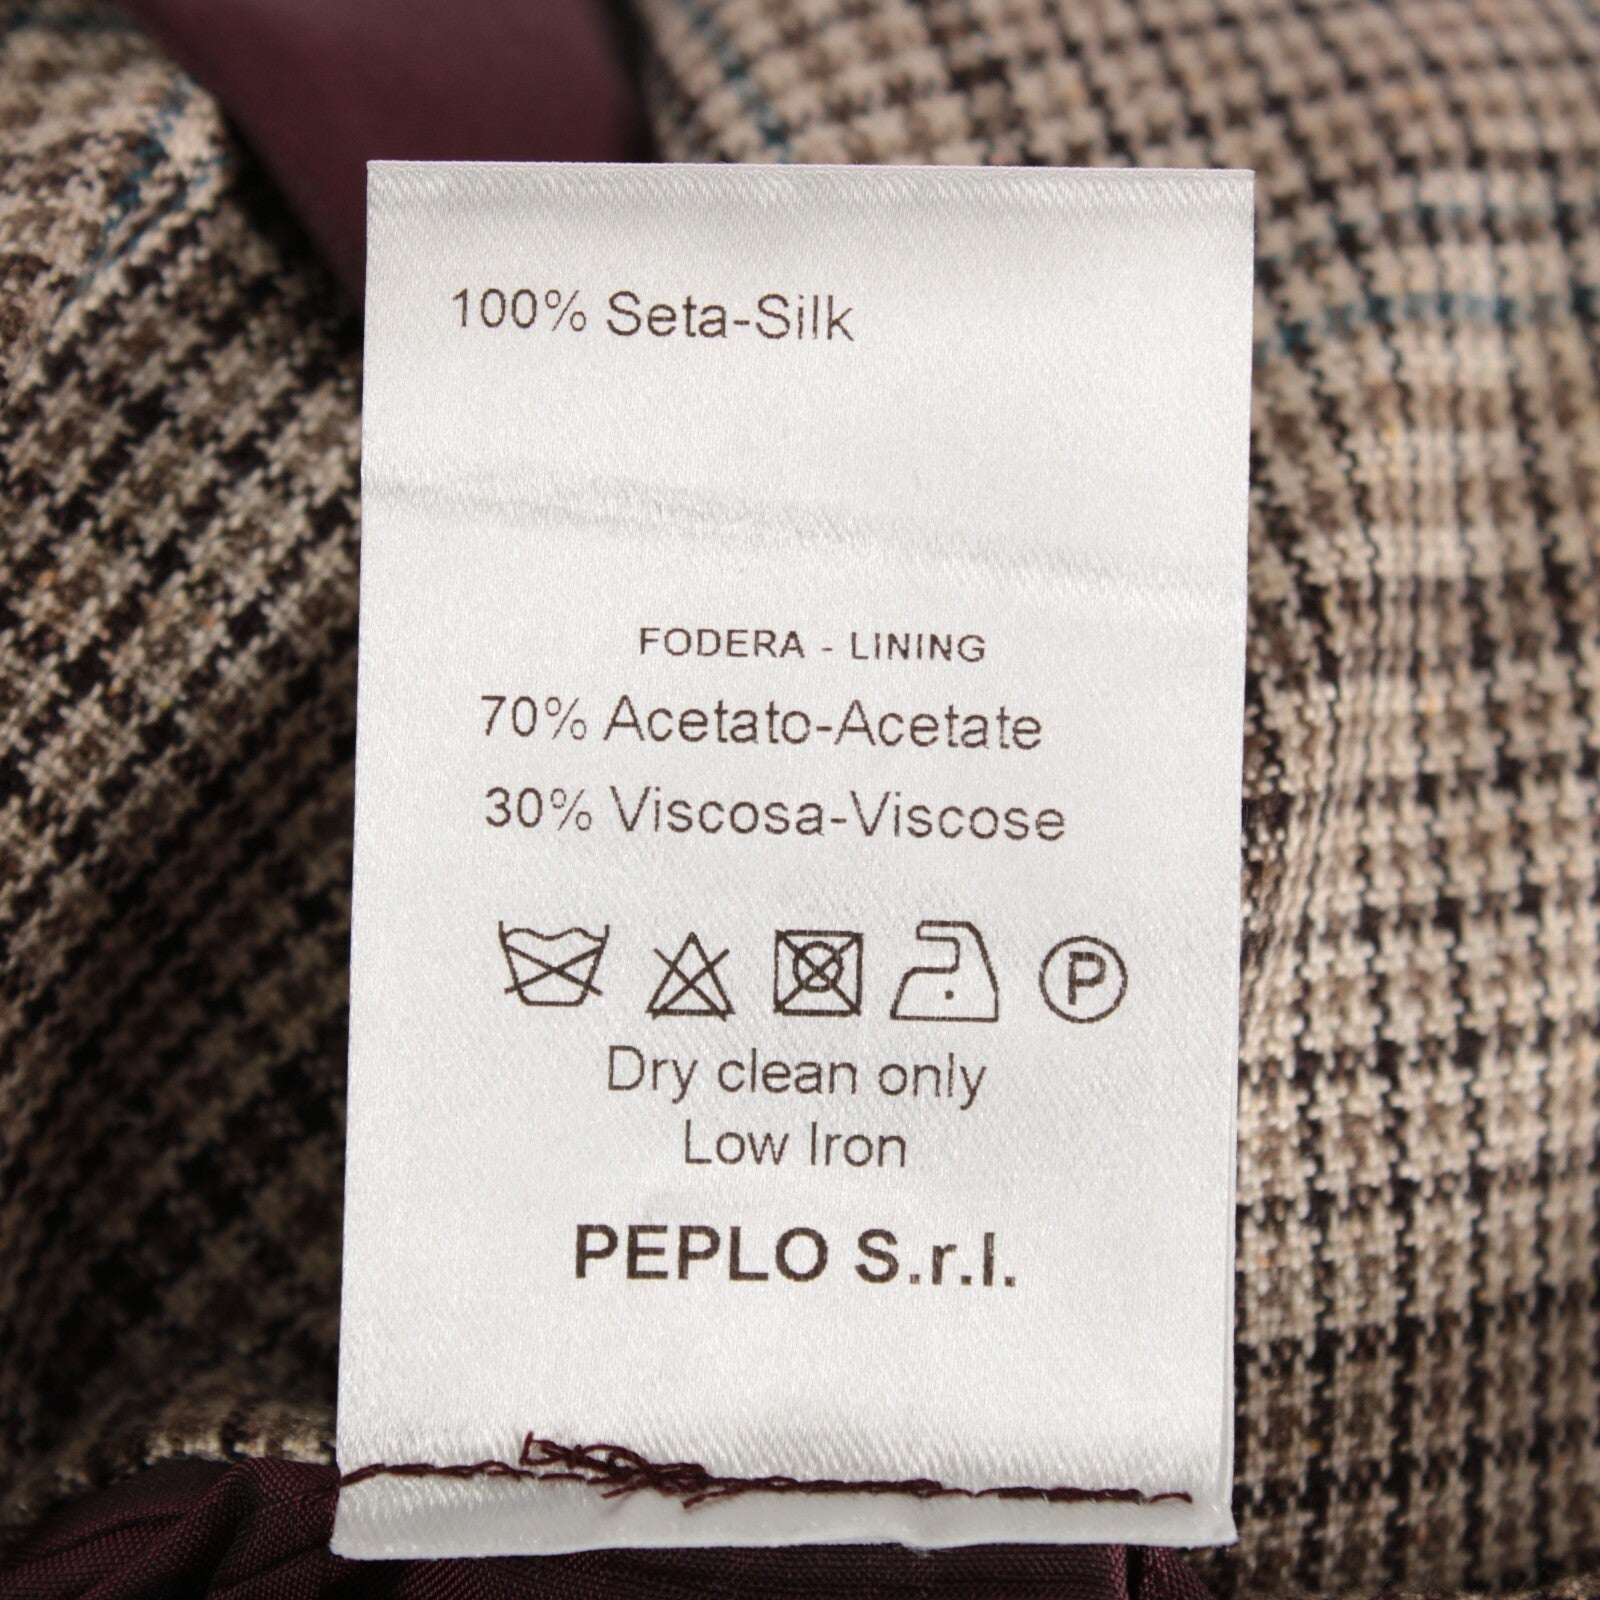 100% Seta-Silk
FODERA - LINING
70% Acetato-Acetate
30% Viscosa-Viscose
P
Dry clean only
Low Iron
PEPLO S.r.l.